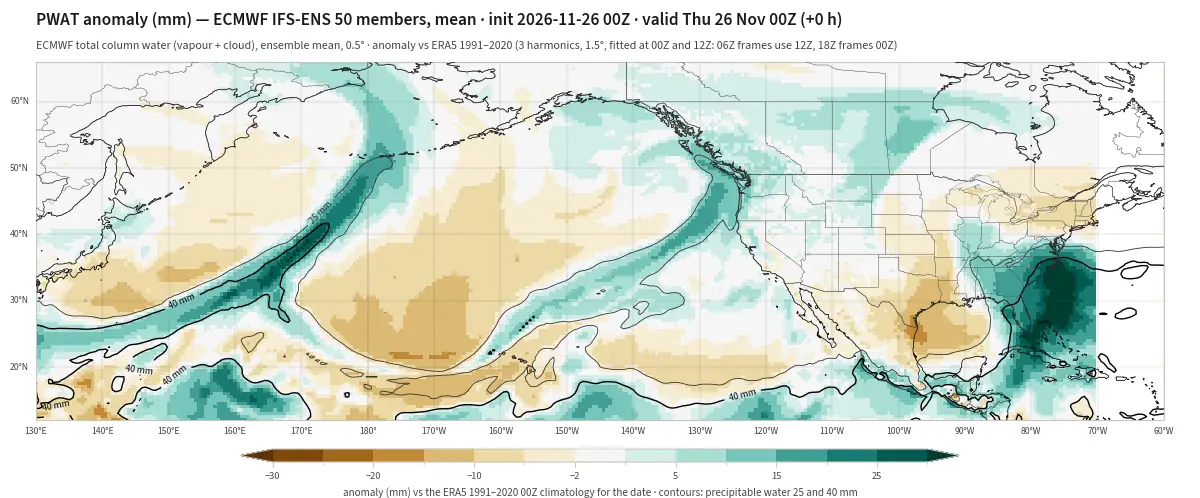 PWAT anomaly (mm) — ECMWF IFS-ENS 50 members, mean · init 2026-11-26 00Z · valid Thu 26 Nov 00Z (+0 h)
ECMWF total column water (vapour + cloud), ensemble mean, 0.5° · anomaly vs ERA5 1991–2020 (3 harmonics, 1.5°, fitted at 00Z and 12Z: 06Z frames use 12Z, 18Z frames 00Z)
60°N
50°N
25 mm
40°N
40 mm
30°N
40 mm
40 mm
20°N
40 mm
40 mm
130°E 140°E 150°E 160°E 170°E 180° 170°W 160°W 150°W 140°W 130°W 120°W 110°W 100°W 90°W 80°W 70°W 60°W
−30 −20 −10 −2 5 15 25
anomaly (mm) vs the ERA5 1991–2020 00Z climatology for the date · contours: precipitable water 25 and 40 mm